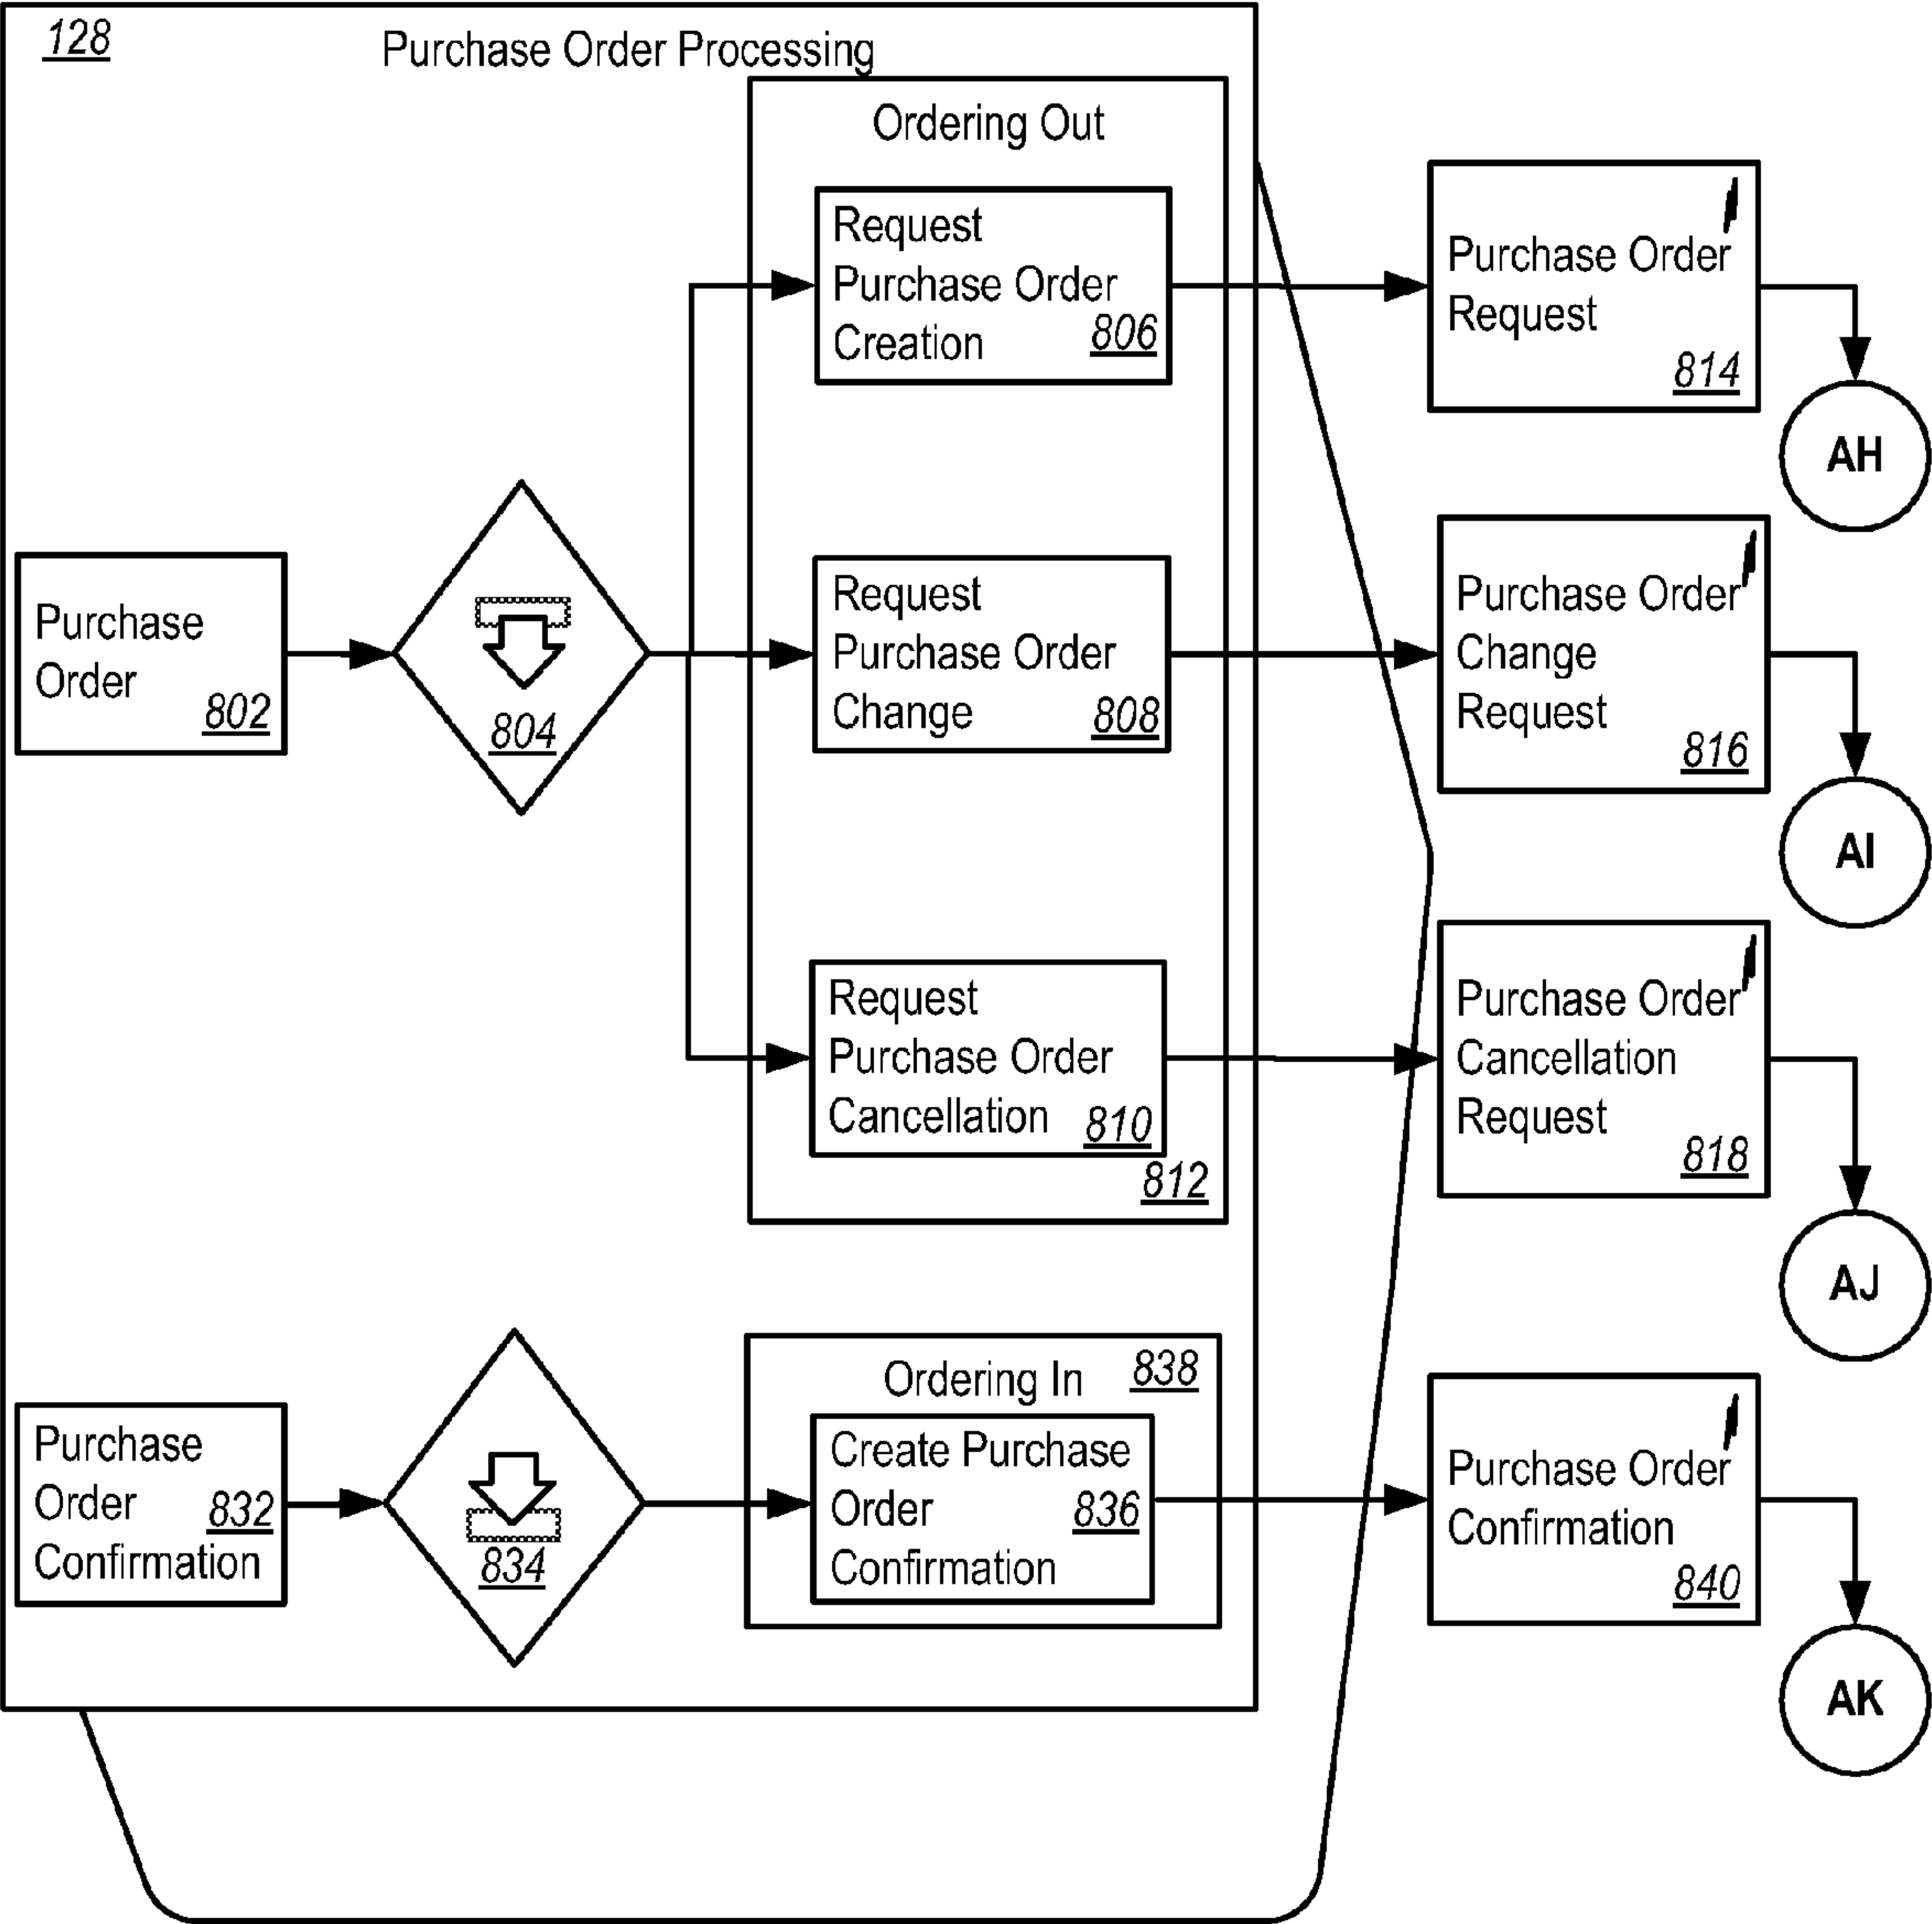 128
Purchase Order Processing
Ordering Out
Request
Purchase Order
Creation
806
Purchase Order
Request
814
AH
Purchase
Order
802
804
Request
Purchase Order
Change
808
Purchase Order
Change
Request
816
AI
Request
Purchase Order
Cancellation
810
812
Purchase Order
Cancellation
Request
818
AJ
Purchase
Order
Confirmation
832
834
Ordering In
838
Create Purchase
Order
Confirmation
836
Purchase Order
Confirmation
840
AK